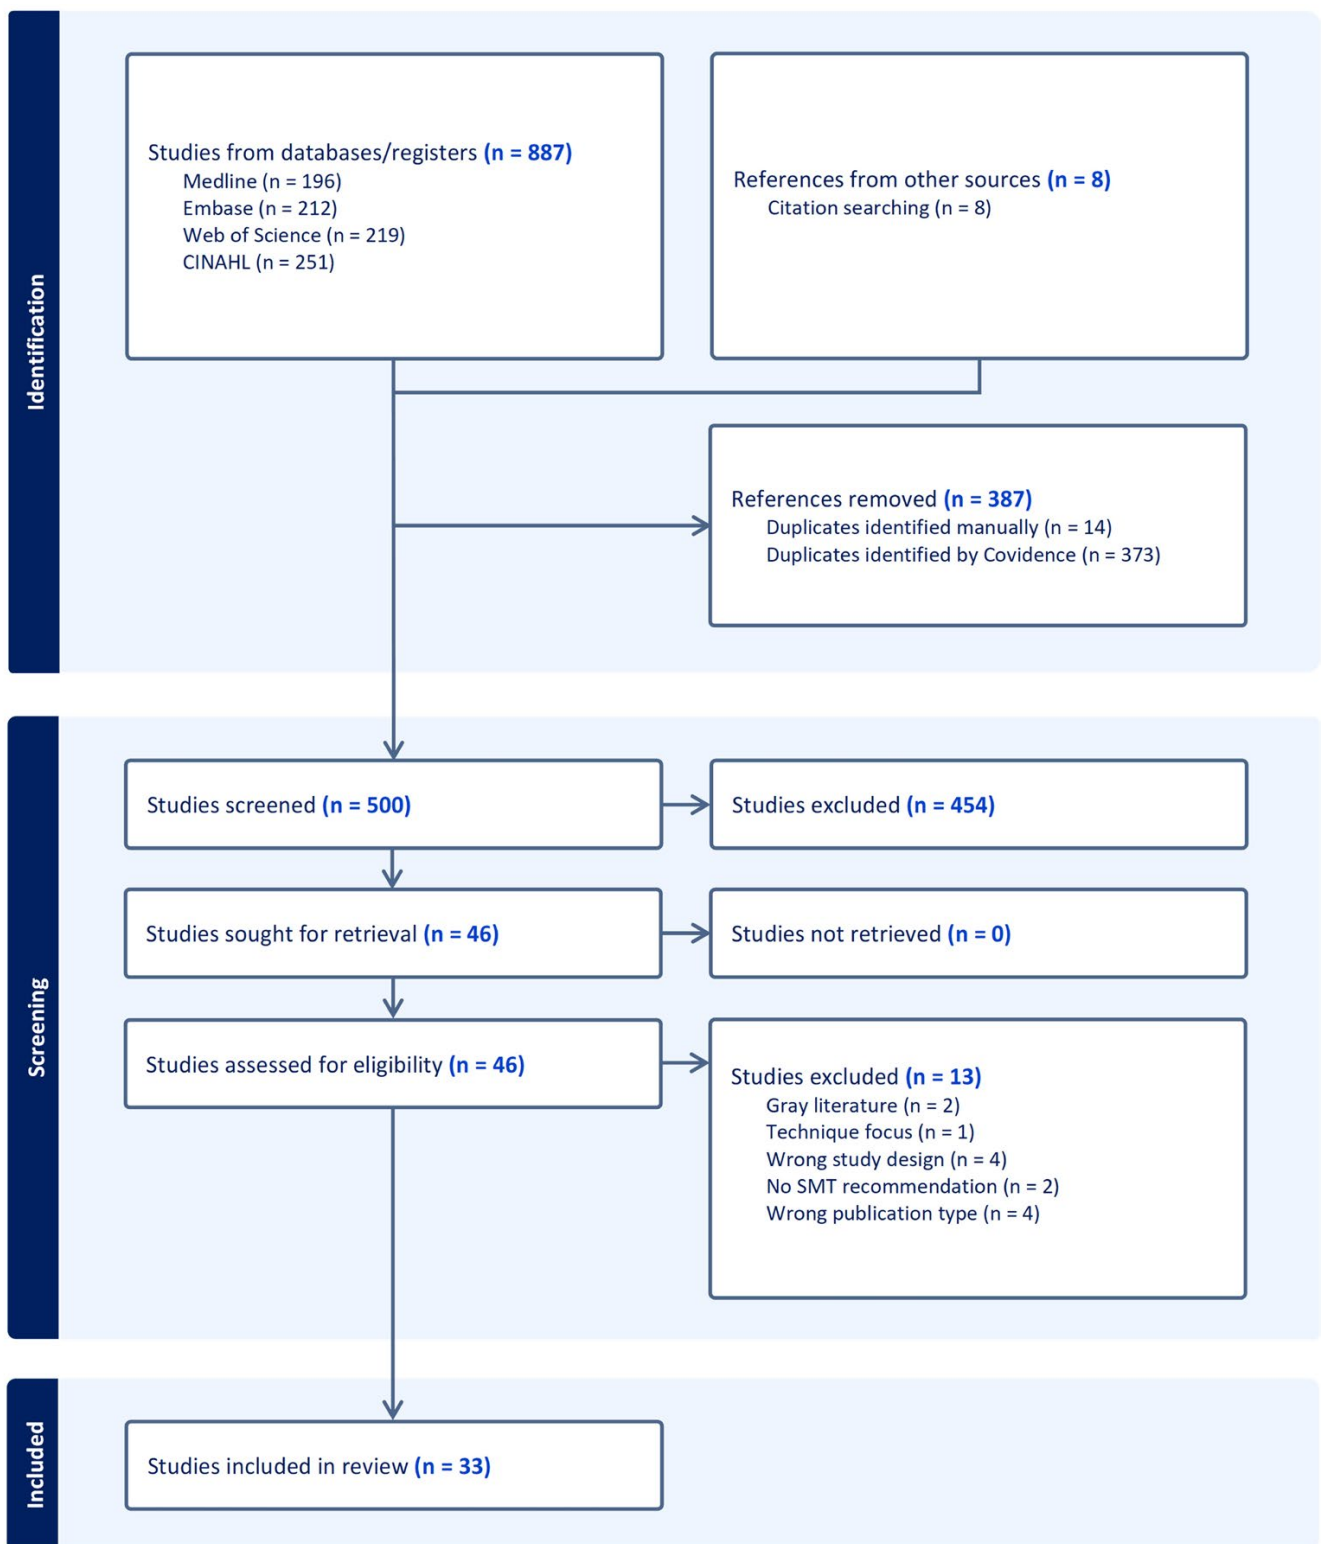 Identification
Studies from databases/registers (n = 887)
Medline (n = 196)
Embase (n = 212)
Web of Science (n = 219)
CINAHL (n = 251)
References from other sources (n = 8)
Citation searching (n = 8)
References removed (n = 387)
Duplicates identified manually (n = 14)
Duplicates identified by Covidence (n = 373)
Screening
Studies screened (n = 500)
Studies excluded (n = 454)
Studies sought for retrieval (n = 46)
Studies not retrieved (n = 0)
Studies assessed for eligibility (n = 46)
Studies excluded (n = 13)
Gray literature (n = 2)
Technique focus (n = 1)
Wrong study design (n = 4)
No SMT recommendation (n = 2)
Wrong publication type (n = 4)
Included
Studies included in review (n = 33)